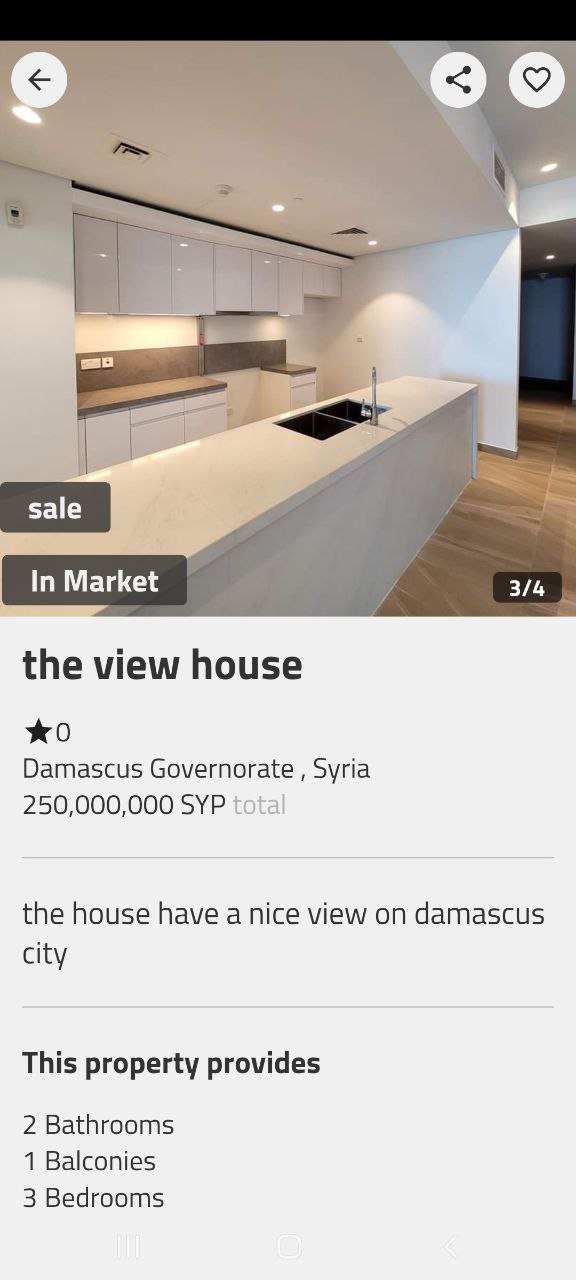 sale
In Market
3/4
the view house
0
Damascus Governorate , Syria
250,000,000 SYP total
the house have a nice view on damascus
city
This property provides
2 Bathrooms
1 Balconies
3 Bedrooms